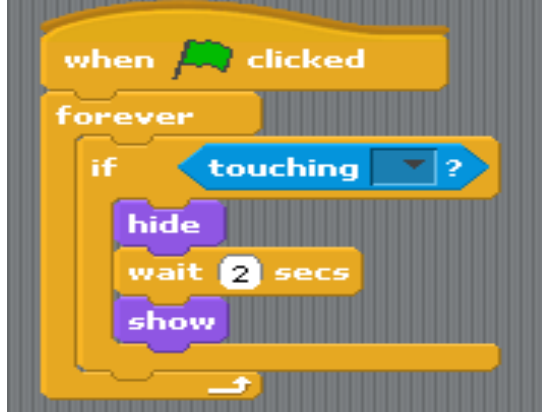 when clicked
forever
if touching ?
hide
wait 2 secs
show